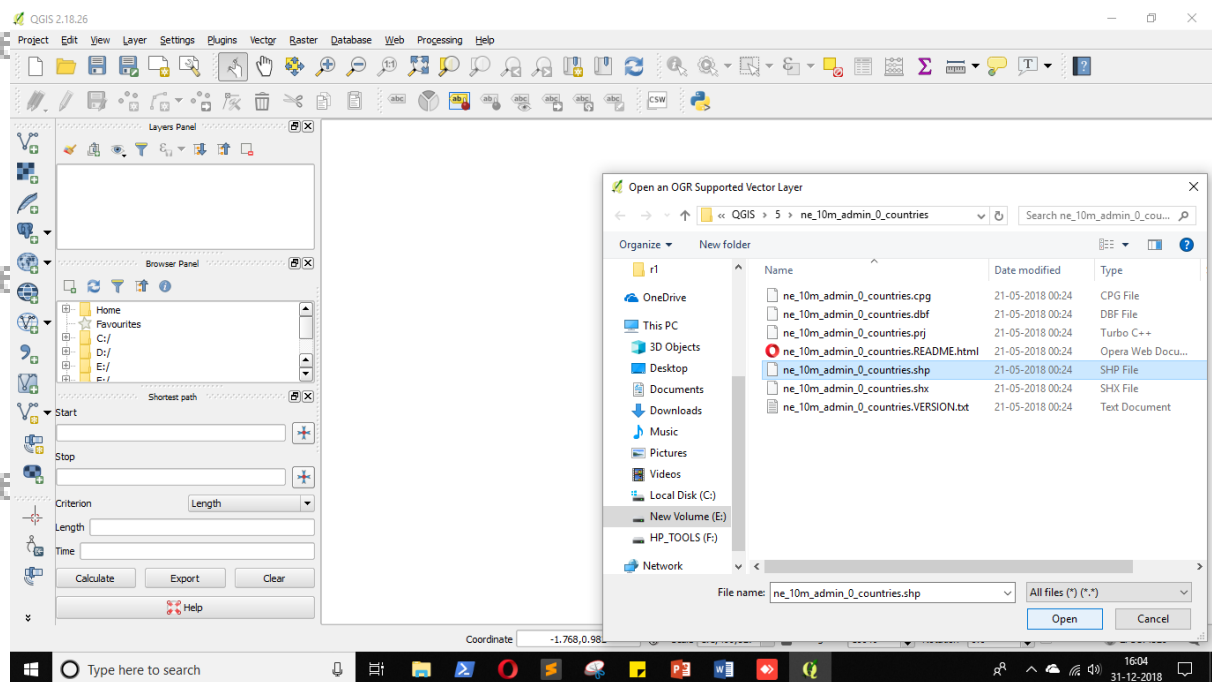 QGIS 2.18.26
Project Edit View Layer Settings Plugins Vector Raster Database Web Processing Help
Layers Panel
Browser Panel
Home
Favourites
C:/
D:/
E:/
Shortest path
Start
Stop
Criterion Length
Length
Time
Calculate Export Clear
Help
Coordinate
Open an OGR Supported Vector Layer
« QGIS › 5 › ne_10m_admin_0_countries
Search ne_10m_admin_0_cou...
Organize New folder
r1
OneDrive
This PC
3D Objects
Desktop
Documents
Downloads
Music
Pictures
Videos
Local Disk (C:)
New Volume (E:)
HP_TOOLS (F:)
Network
Name Date modified Type
ne_10m_admin_0_countries.cpg 21-05-2018 00:24 CPG File
ne_10m_admin_0_countries.dbf 21-05-2018 00:24 DBF File
ne_10m_admin_0_countries.prj 21-05-2018 00:24 Turbo C++
ne_10m_admin_0_countries.README.html 21-05-2018 00:24 Opera Web Docu...
ne_10m_admin_0_countries.shp 21-05-2018 00:24 SHP File
ne_10m_admin_0_countries.shx 21-05-2018 00:24 SHX File
ne_10m_admin_0_countries.VERSION.txt 21-05-2018 00:24 Text Document
File name: ne_10m_admin_0_countries.shp All files (*) (*.*)
Open Cancel
Type here to search
16:04
31-12-2018